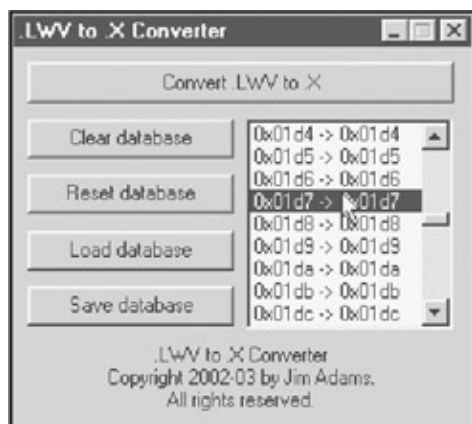 .LWV to .X Converter
Convert .LWV to .X
Clear database
Reset database
Load database
Save database
0x01d4 -> 0x01d4
0x01d5 -> 0x01d5
0x01d6 -> 0x01d6
0x01d7 -> 0x01d7
0x01d8 -> 0x01d8
0x01d9 -> 0x01d9
0x01da -> 0x01da
0x01db -> 0x01db
0x01dc -> 0x01dc
.LWV to .X Converter
Copyright 2002-03 by Jim Adams.
All rights reserved.